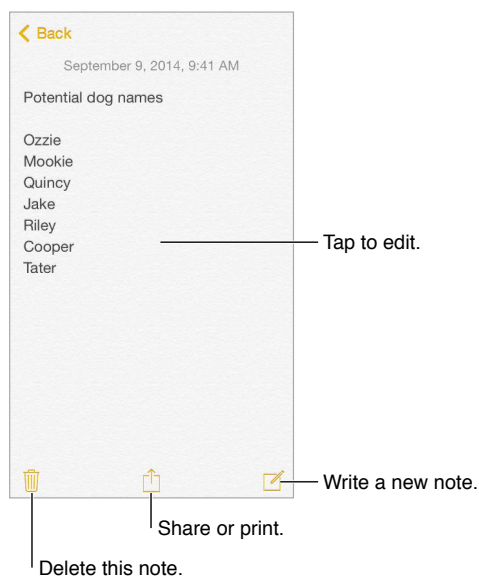 Back
September 9, 2014, 9:41 AM
Potential dog names
Ozzie
Mookie
Quincy
Jake
Riley
Cooper
Tater
Tap to edit.
Write a new note.
Share or print.
Delete this note.